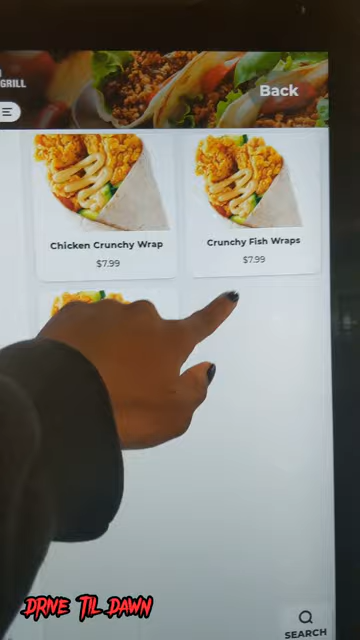 GRILL
Back
Chicken Crunchy Wrap
$7.99
Crunchy Fish Wraps
$7.99
DRIVE TIL DAWN
SEARCH